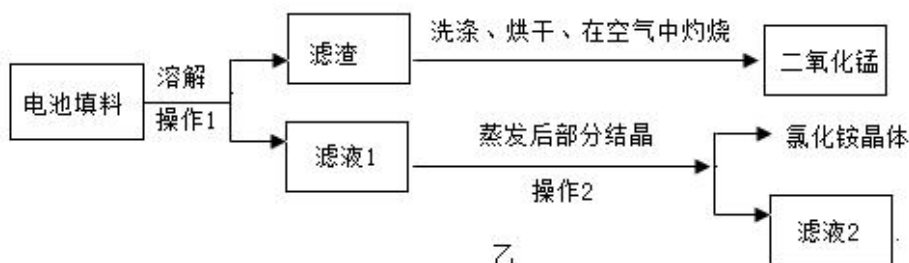 电池填料
溶解
操作1
滤渣
洗涤、烘干、在空气中灼烧
二氧化锰
滤液1
蒸发后部分结晶
操作2
氯化铵晶体
滤液2
乙